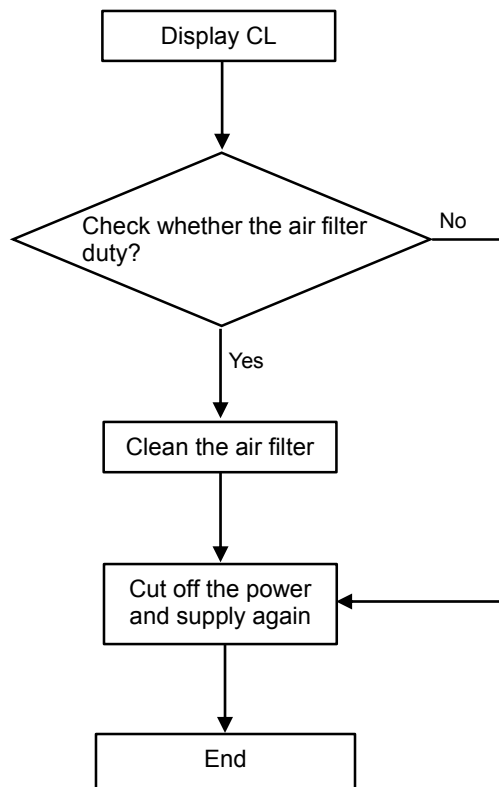 Display CL
Check whether the air filter
duty?
No
Yes
Clean the air filter
Cut off the power
and supply again
End